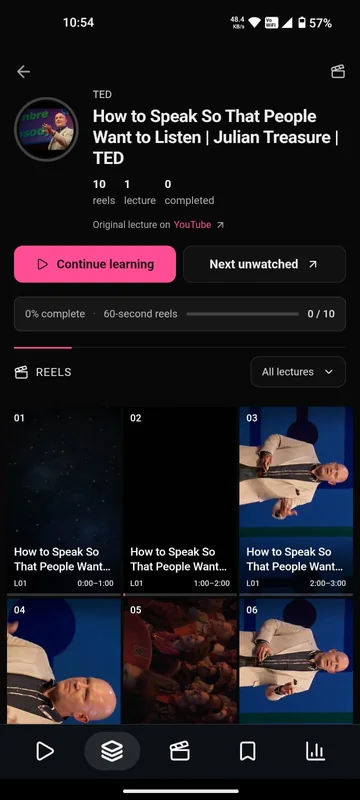 10:54
48.4
KB/s
Vo
WiFi
57%
TED
How to Speak So That People
Want to Listen | Julian Treasure |
TED
10 1 0
reels lecture completed
Original lecture on YouTube
Continue learning
Next unwatched
0% complete · 60-second reels 0 / 10
REELS
All lectures
01
02
03
How to Speak So
That People Want...
L01 0:00–1:00
How to Speak So
That People Want...
L01 1:00–2:00
How to Speak So
That People Want...
L01 2:00–3:00
04
05
06